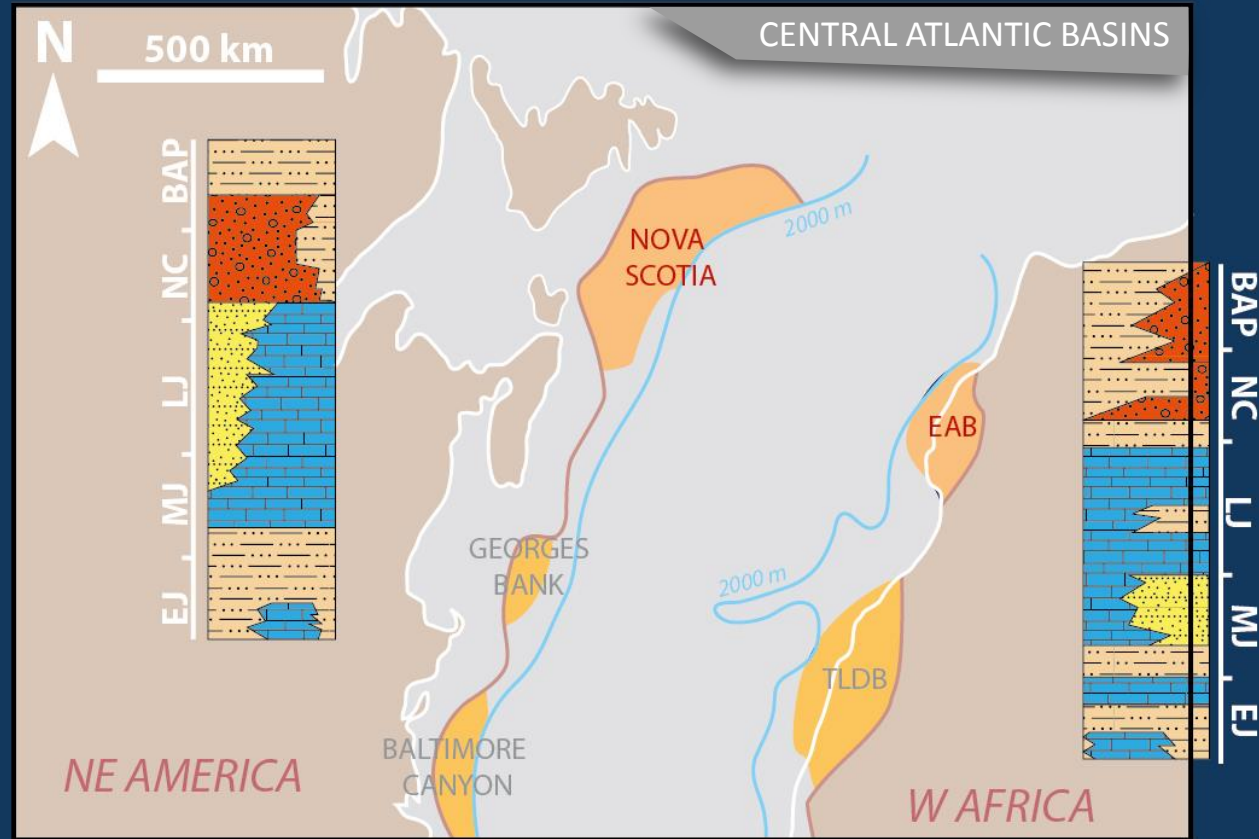 CENTRAL ATLANTIC BASINS
N
500 km
BAP
NC
LJ
MJ
EJ
NOVA
SCOTIA
2000 m
EAB
GEORGES
BANK
2000 m
TLDB
BALTIMORE
CANYON
NE AMERICA
W AFRICA
BAP
NC
LJ
MJ
EJ